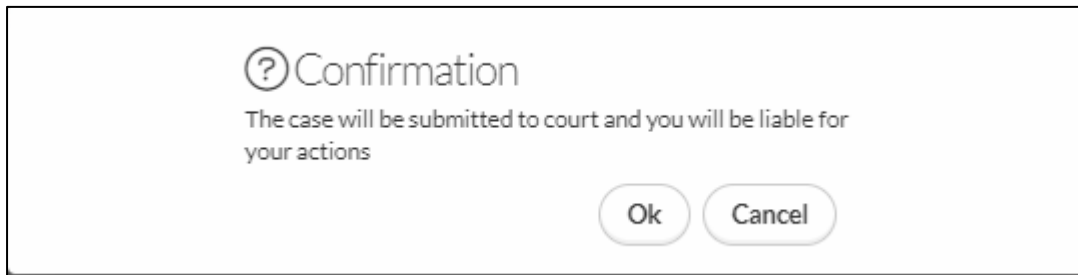 Confirmation
The case will be submitted to court and you will be liable for
your actions
Ok Cancel